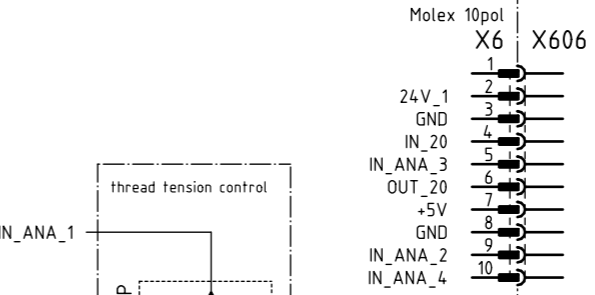 Molex 10pol
X6 X606
1
24V_1 2
GND 3
IN_20 4
IN_ANA_3 5
OUT_20 6
+5V 7
GND 8
IN_ANA_2 9
IN_ANA_4 10
thread tension control
IN_ANA_1
P